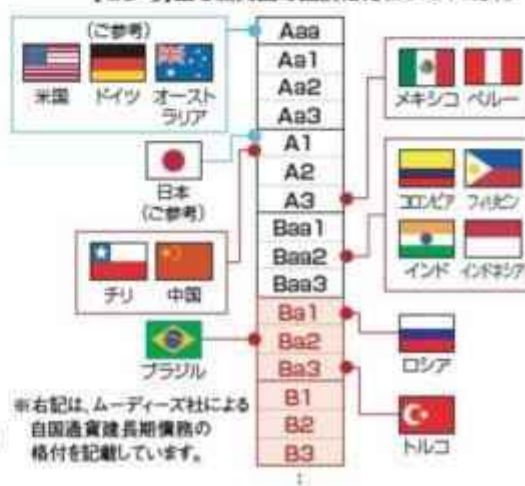 (ご参考)
米国 ドイツ オースト
ラリア
日本
(ご参考)
チリ 中国
ブラジル
※右記は、ムーディーズ社による
自国通貨建長期債務の
格付を記載しています。
Aaa
Aa1
Aa2
Aa3
A1
A2
A3
Baa1
Baa2
Baa3
Ba1
Ba2
Ba3
B1
B2
B3
:
メキシコ ペルー
コロンビア フィリピン
インド インドネシア
ロシア
トルコ